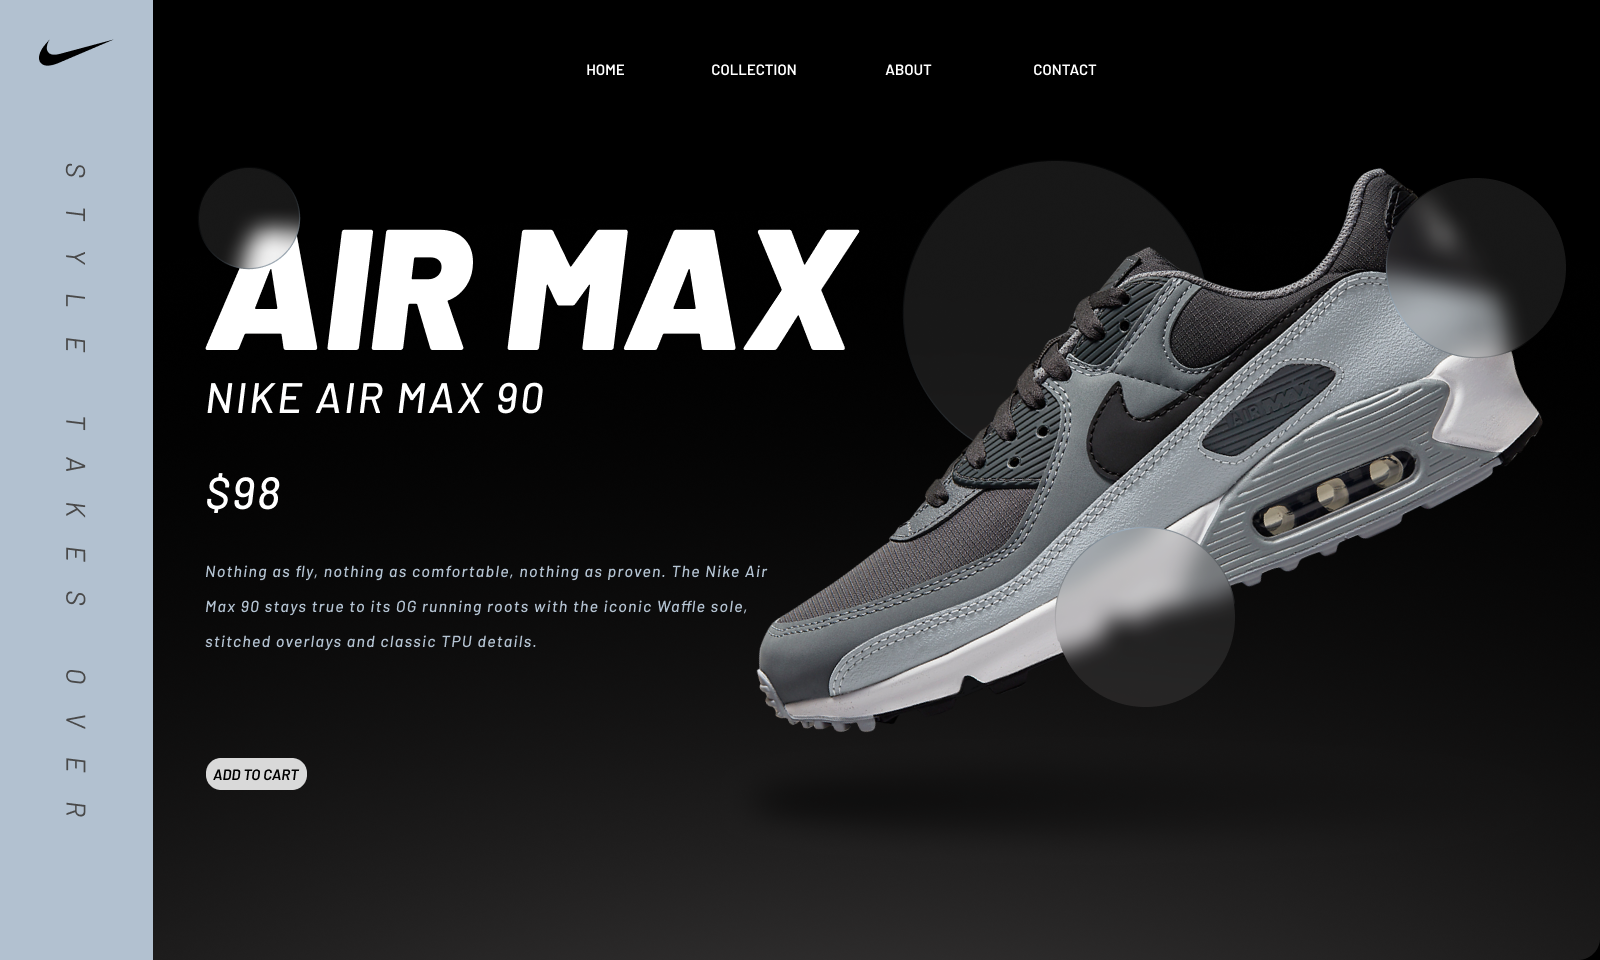 HOME COLLECTION ABOUT CONTACT
STYLE TAKES OVER
AIR MAX
NIKE AIR MAX 90
$98
Nothing as fly, nothing as comfortable, nothing as proven. The Nike Air
Max 90 stays true to its OG running roots with the iconic Waffle sole,
stitched overlays and classic TPU details.
ADD TO CART
AIR MAX